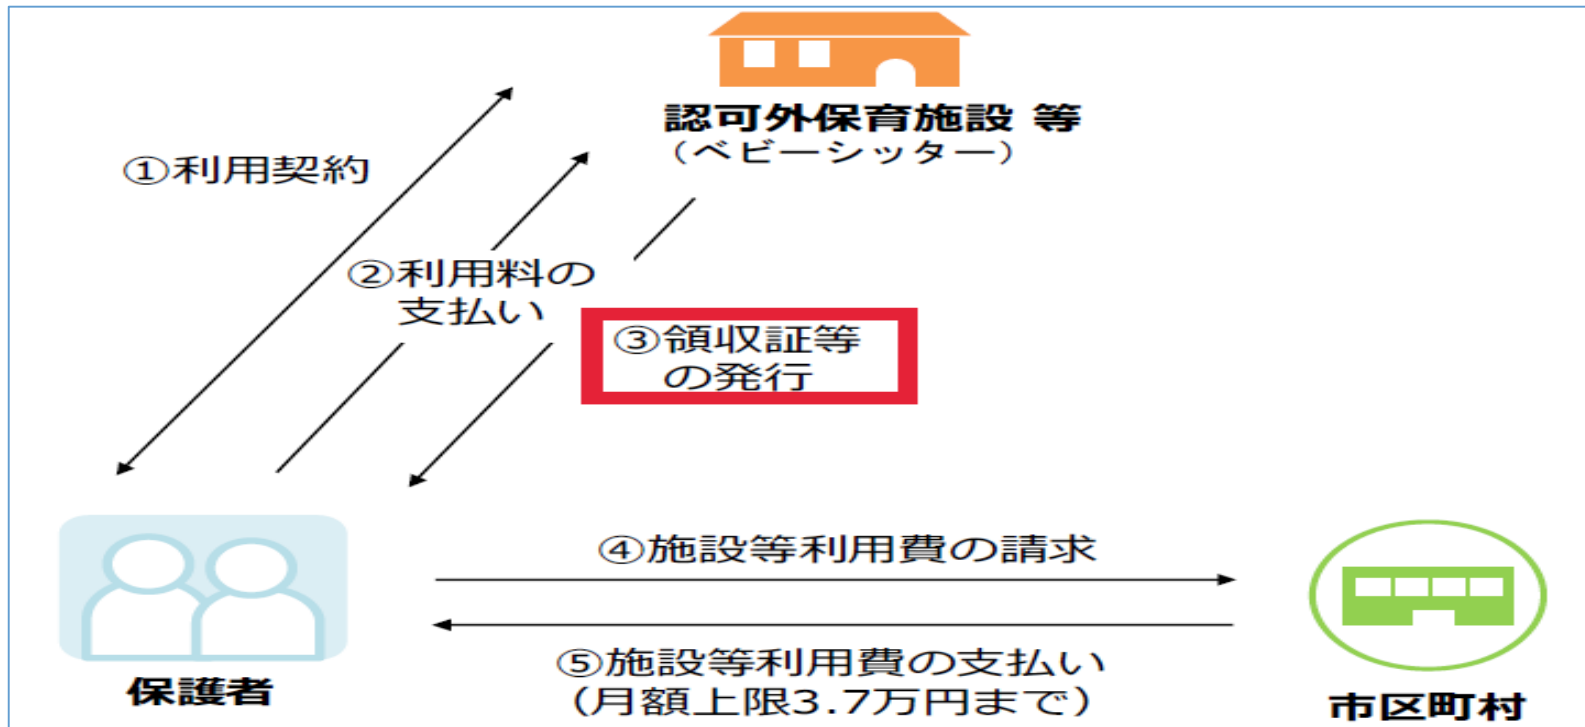 認可外保育施設 等
（ベビーシッター）
①利用契約
②利用料の
支払い
③領収証等
の発行
④施設等利用費の請求
⑤施設等利用費の支払い
（月額上限3.7万円まで）
保護者
市区町村